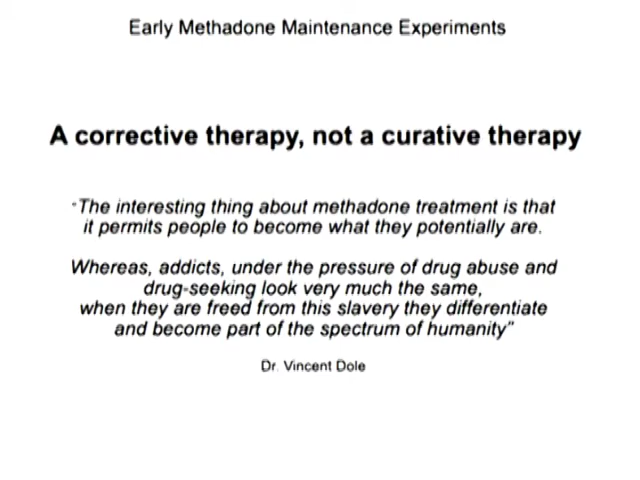 Early Methadone Maintenance Experiments
A corrective therapy, not a curative therapy
"The interesting thing about methadone treatment is that
it permits people to become what they potentially are.
Whereas, addicts, under the pressure of drug abuse and
drug-seeking look very much the same,
when they are freed from this slavery they differentiate
and become part of the spectrum of humanity"
Dr. Vincent Dole